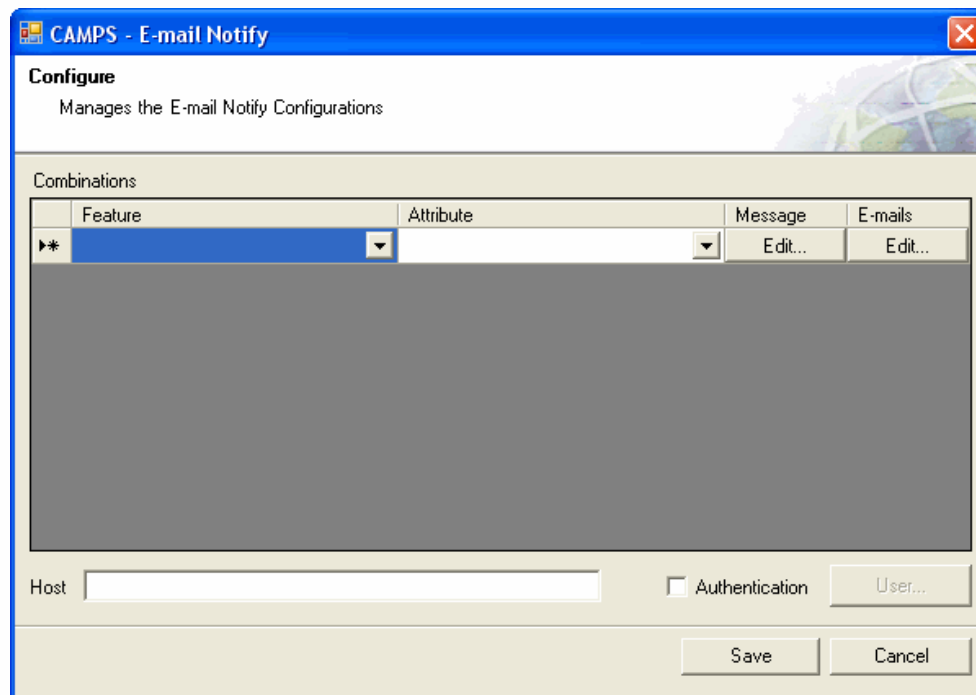 CAMPS - E-mail Notify
Configure
Manages the E-mail Notify Configurations
Combinations
Feature Attribute Message E-mails
Edit... Edit...
Host Authentication User...
Save Cancel